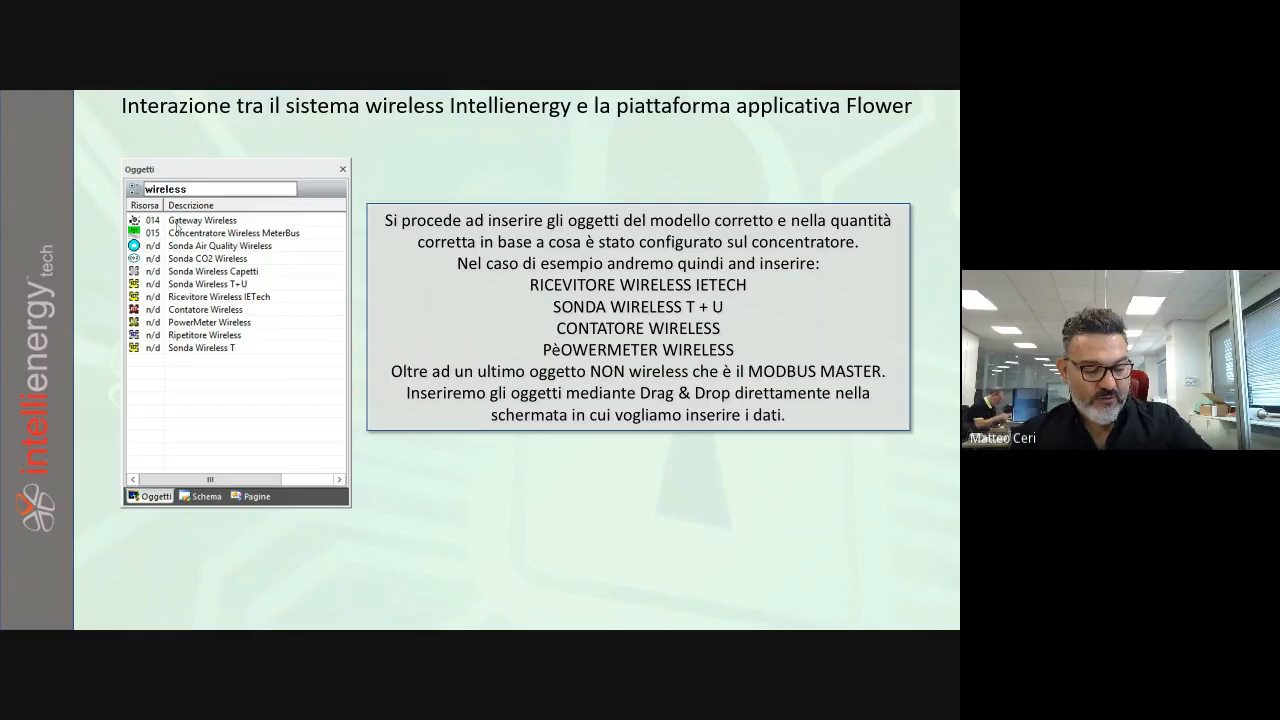 Interazione tra il sistema wireless Intellienergy e la piattaforma applicativa Flower
Oggetti
wireless
Risorsa Descrizione
014 Gateway Wireless
015 Concentratore Wireless MeterBus
n/d Sonda Air Quality Wireless
n/d Sonda CO2 Wireless
n/d Sonda Wireless Capetti
n/d Sonda Wireless T+U
n/d Ricevitore Wireless IETech
n/d Contatore Wireless
n/d PowerMeter Wireless
n/d Ripetitore Wireless
n/d Sonda Wireless T
Oggetti Schema Pagine
Si procede ad inserire gli oggetti del modello corretto e nella quantità
corretta in base a cosa è stato configurato sul concentratore.
Nel caso di esempio andremo quindi and inserire:
RICEVITORE WIRELESS IETECH
SONDA WIRELESS T + U
CONTATORE WIRELESS
PèOWERMETER WIRELESS
Oltre ad un ultimo oggetto NON wireless che è il MODBUS MASTER.
Inseriremo gli oggetti mediante Drag & Drop direttamente nella
schermata in cui vogliamo inserire i dati.
intellienergy tech
Matteo Ceri